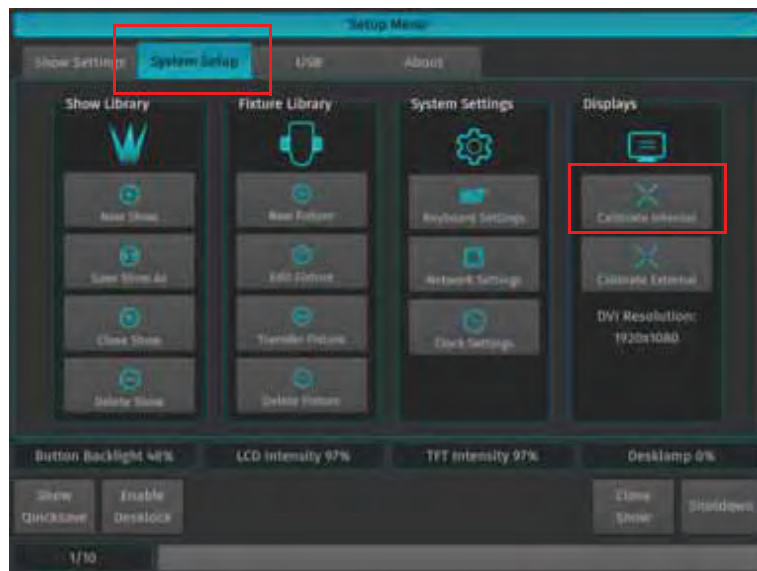 Setup Menu
Show Settings
System Setup
USB
About
Show Library
Fixture Library
System Settings
Displays
New Show
New Fixture
Keyboard Settings
Calibrate Internal
Save Show As
Edit Fixture
Network Settings
Calibrate External
Close Show
Transfer Fixture
Clock Settings
DVI Resolution:
1920x1080
Delete Show
Delete Fixture
Button Backlight 48%
LCD Intensity 97%
TFT Intensity 97%
Desklamp 0%
Show
Quicksave
Enable
Desklock
Close
Show
Shutdown
1/10